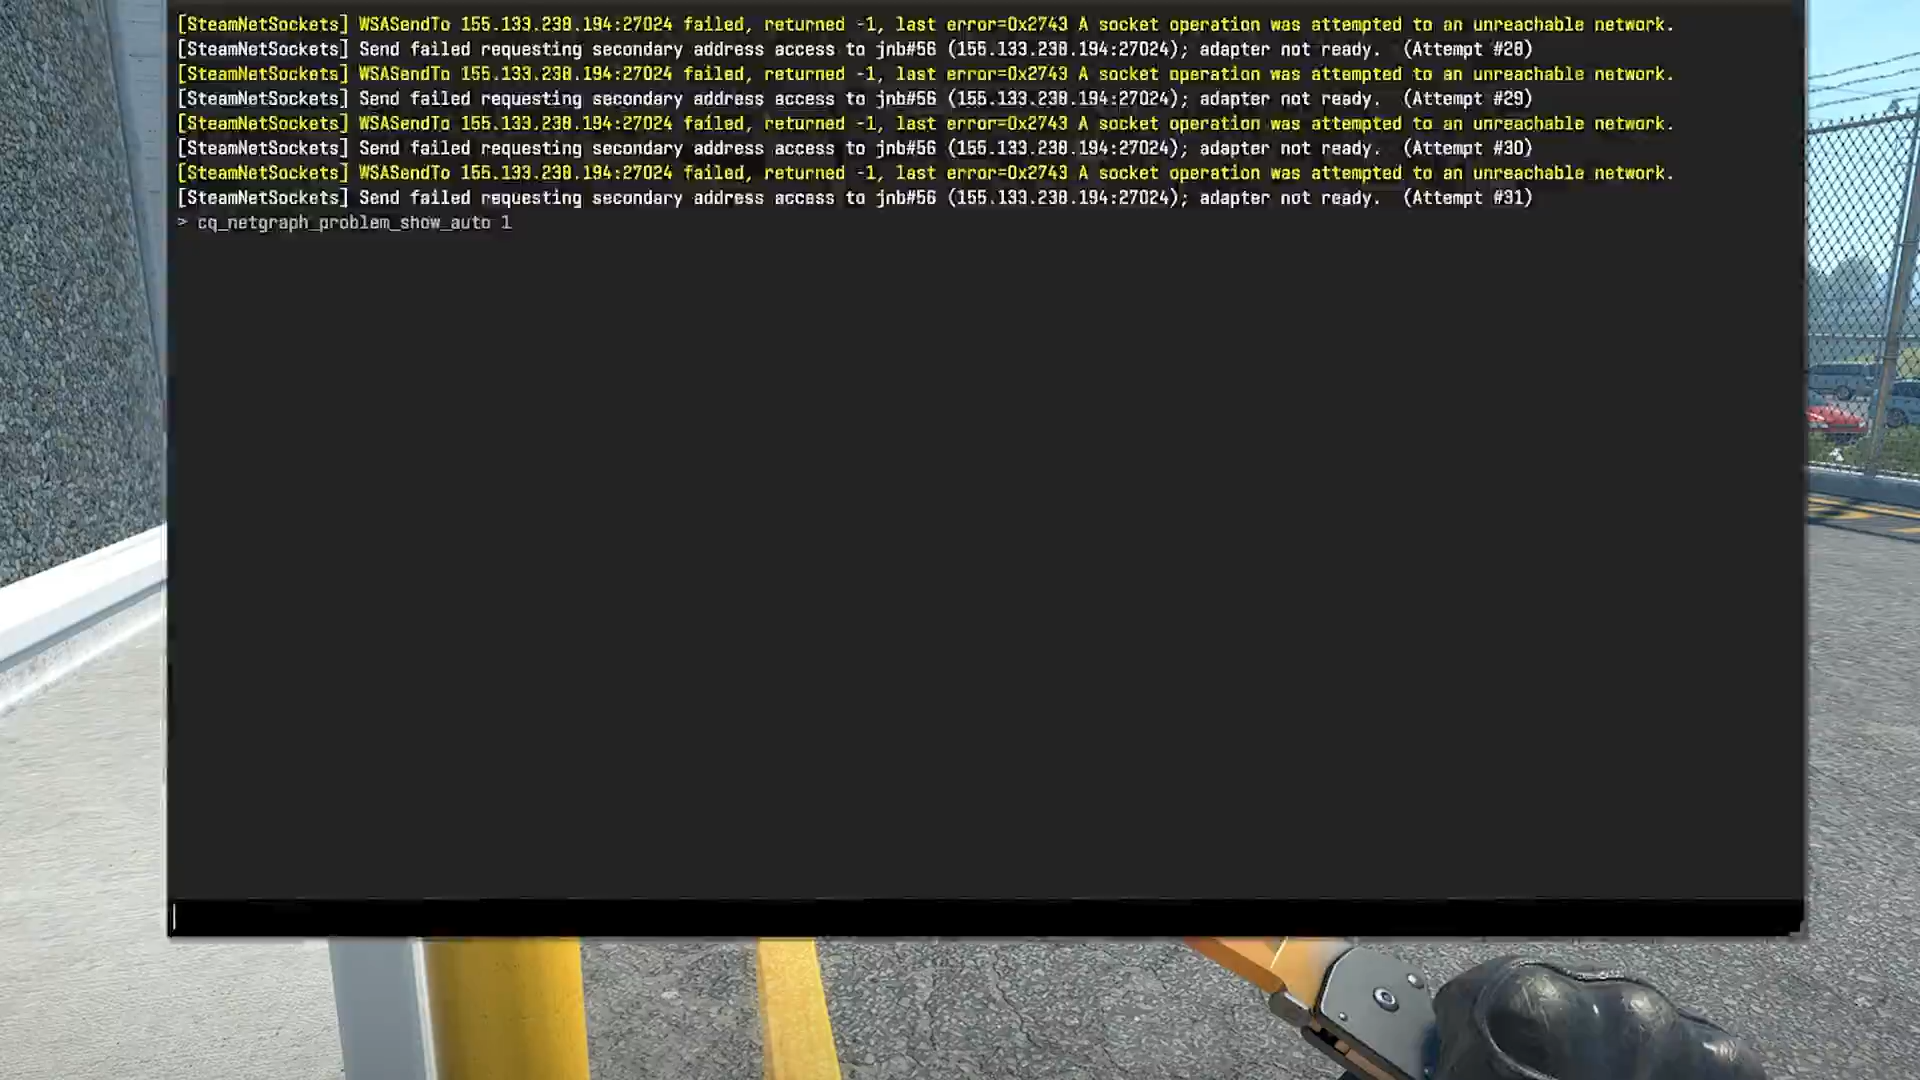 [SteamNetSockets] WSASendTo 155.133.238.194:27024 failed, returned -1, last error=0x2743 A socket operation was attempted to an unreachable network.
[SteamNetSockets] Send failed requesting secondary address access to jnb#56 (155.133.238.194:27024); adapter not ready.  (Attempt #28)
[SteamNetSockets] WSASendTo 155.133.238.194:27024 failed, returned -1, last error=0x2743 A socket operation was attempted to an unreachable network.
[SteamNetSockets] Send failed requesting secondary address access to jnb#56 (155.133.238.194:27024); adapter not ready.  (Attempt #29)
[SteamNetSockets] WSASendTo 155.133.238.194:27024 failed, returned -1, last error=0x2743 A socket operation was attempted to an unreachable network.
[SteamNetSockets] Send failed requesting secondary address access to jnb#56 (155.133.238.194:27024); adapter not ready.  (Attempt #30)
[SteamNetSockets] WSASendTo 155.133.238.194:27024 failed, returned -1, last error=0x2743 A socket operation was attempted to an unreachable network.
[SteamNetSockets] Send failed requesting secondary address access to jnb#56 (155.133.238.194:27024); adapter not ready.  (Attempt #31)
> cq_netgraph_problem_show_auto 1